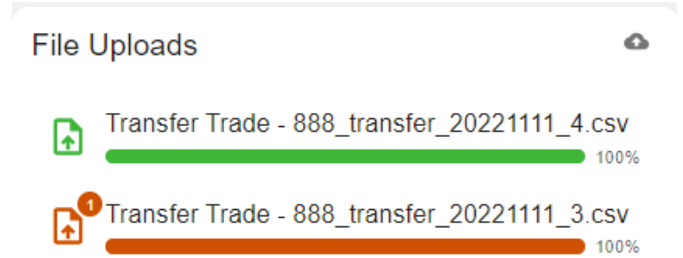 File Uploads
Transfer Trade - 888_transfer_20221111_4.csv
100%
1
Transfer Trade - 888_transfer_20221111_3.csv
100%